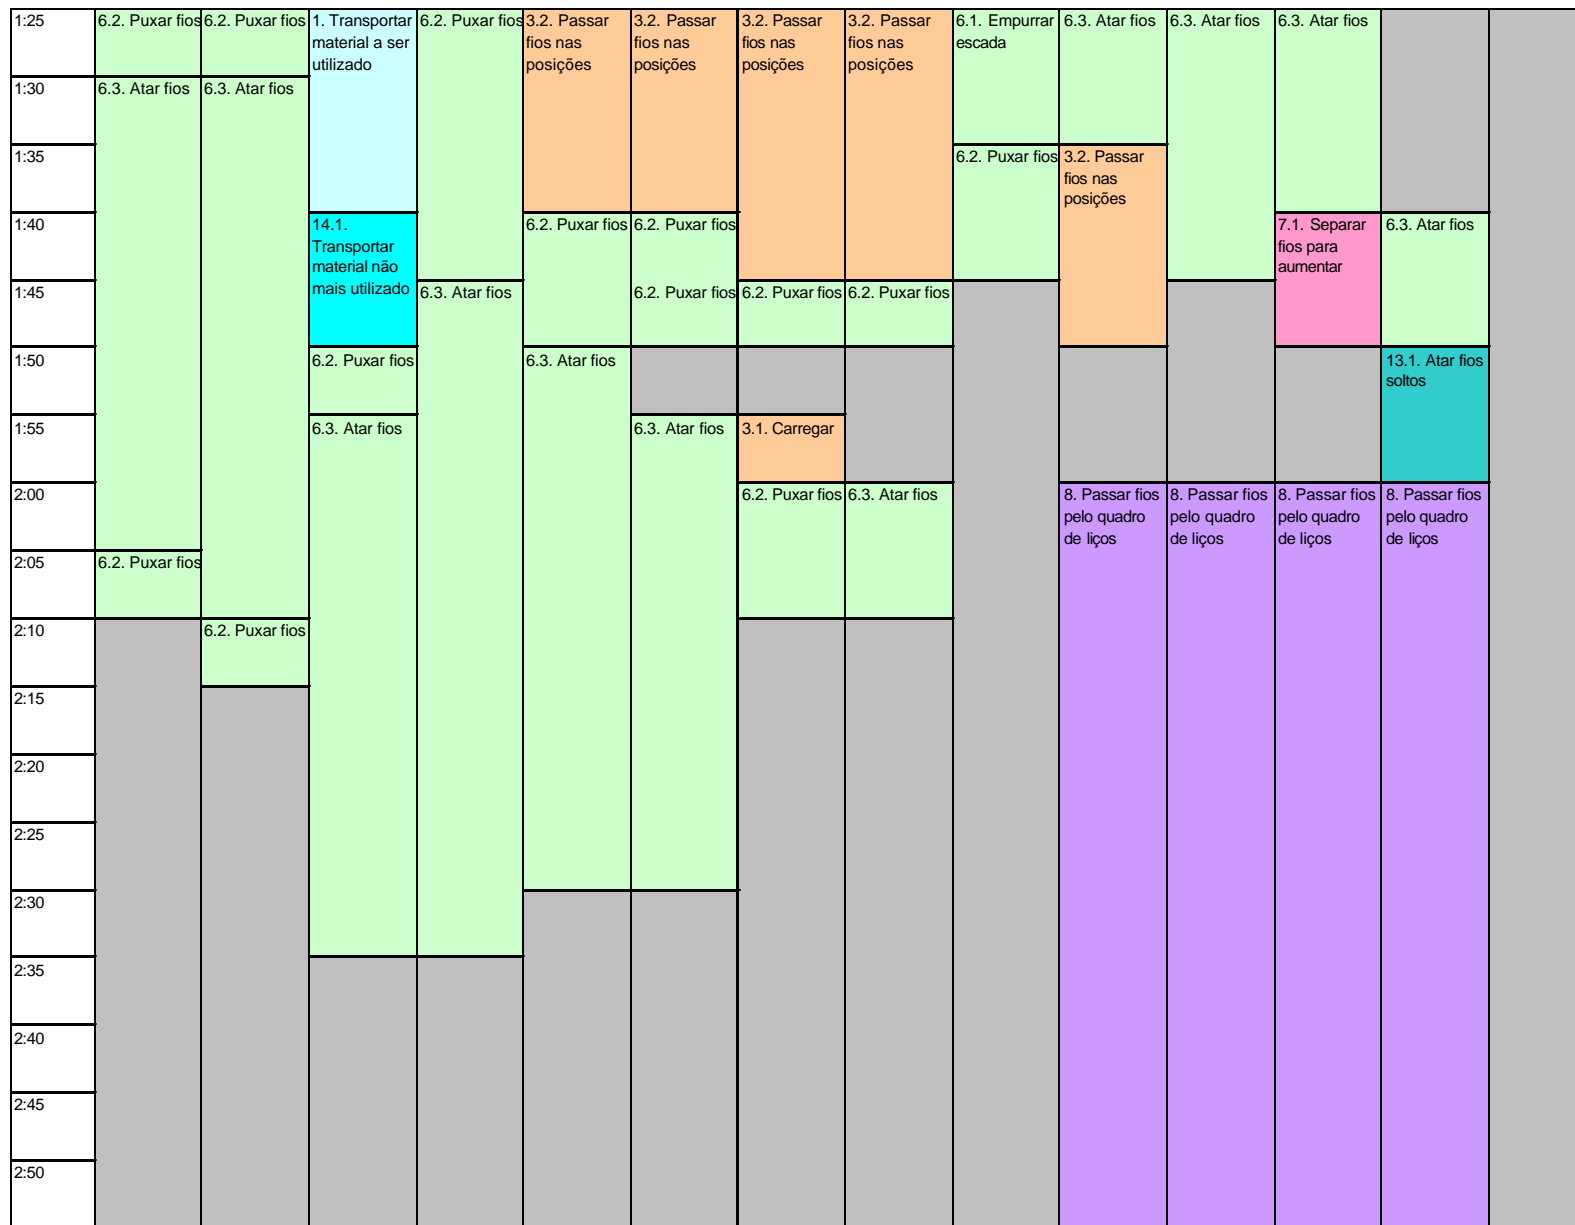 1:25
6.2. Puxar fios
6.2. Puxar fios
1. Transportar
material a ser
utilizado
6.2. Puxar fios
3.2. Passar
fios nas
posições
3.2. Passar
fios nas
posições
3.2. Passar
fios nas
posições
3.2. Passar
fios nas
posições
6.1. Empurrar
escada
6.3. Atar fios
6.3. Atar fios
6.3. Atar fios
1:30
6.3. Atar fios
6.3. Atar fios
1:35
6.2. Puxar fios
3.2. Passar
fios nas
posições
1:40
14.1.
Transportar
material não
mais utilizado
6.2. Puxar fios
6.2. Puxar fios
7.1. Separar
fios para
aumentar
6.3. Atar fios
1:45
6.3. Atar fios
6.2. Puxar fios
6.2. Puxar fios
6.2. Puxar fios
1:50
6.2. Puxar fios
6.3. Atar fios
13.1. Atar fios
soltos
1:55
6.3. Atar fios
6.3. Atar fios
3.1. Carregar
2:00
6.2. Puxar fios
6.3. Atar fios
8. Passar fios
pelo quadro
de liços
8. Passar fios
pelo quadro
de liços
8. Passar fios
pelo quadro
de liços
8. Passar fios
pelo quadro
de liços
2:05
6.2. Puxar fios
2:10
6.2. Puxar fios
2:15
2:20
2:25
2:30
2:35
2:40
2:45
2:50